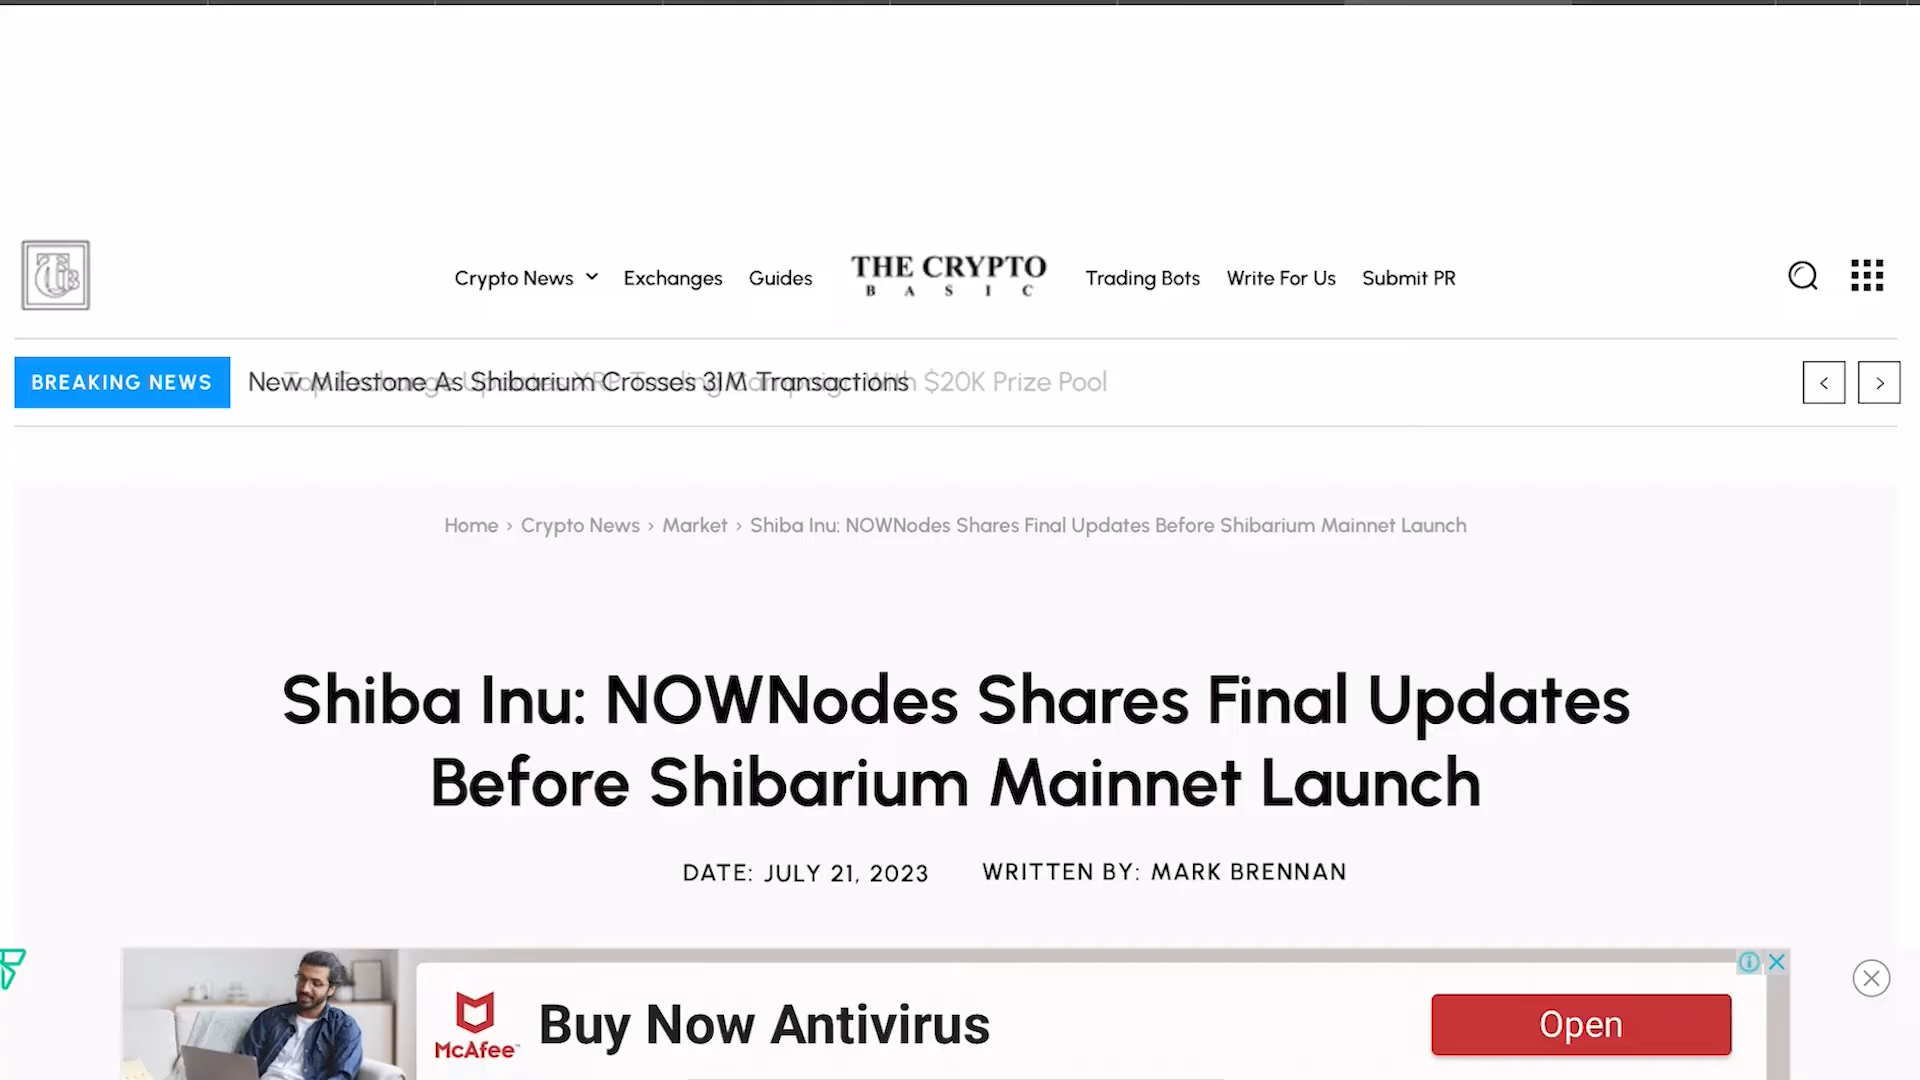 Crypto News
Exchanges
Guides
THE CRYPTO
BASIC
Trading Bots
Write For Us
Submit PR
BREAKING NEWS
New Milestone As Shibarium Crosses 31M Transactions
$20K Prize Pool
Home › Crypto News › Market › Shiba Inu: NOWNodes Shares Final Updates Before Shibarium Mainnet Launch
Shiba Inu: NOWNodes Shares Final Updates
Before Shibarium Mainnet Launch
DATE: JULY 21, 2023
WRITTEN BY: MARK BRENNAN
McAfee™
Buy Now Antivirus
Open